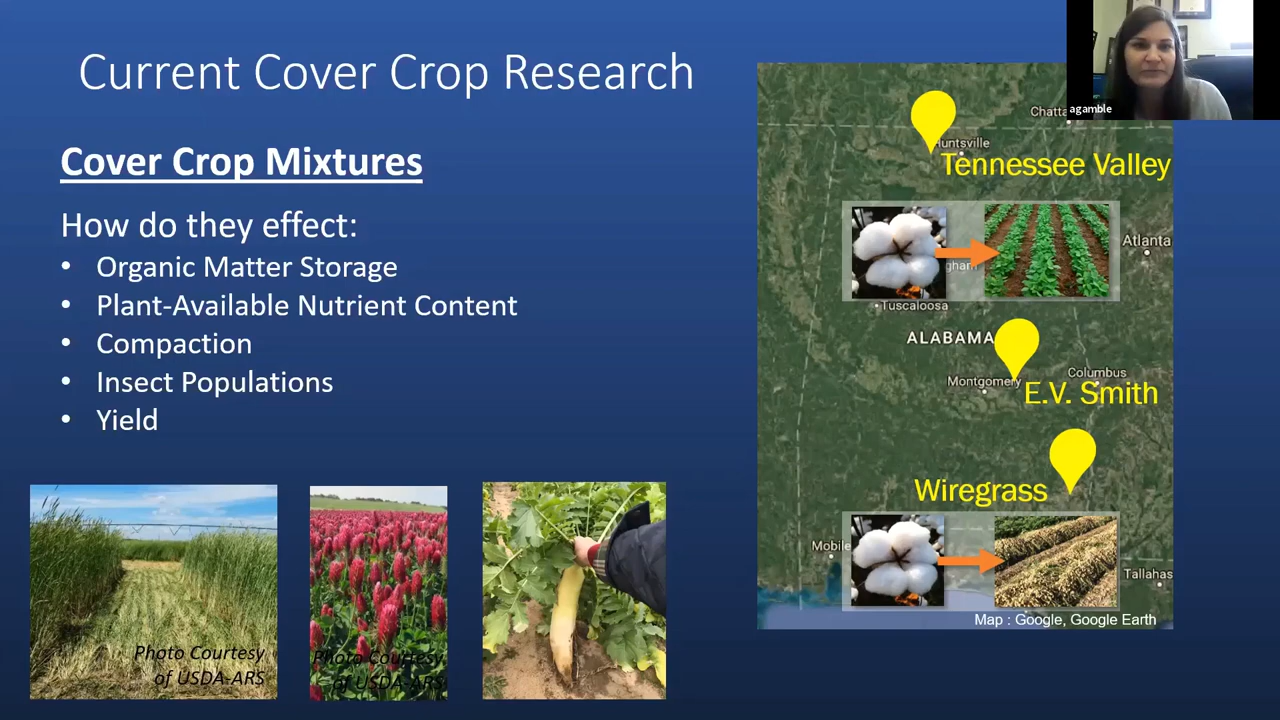 Current Cover Crop Research
agamble
Cover Crop Mixtures
How do they effect:
• Organic Matter Storage
• Plant-Available Nutrient Content
• Compaction
• Insect Populations
• Yield
Photo Courtesy
of USDA-ARS
Photo Courtesy
of USDA-ARS
Chatta
Huntsville
Tennessee Valley
Atlanta
gham
Tuscaloosa
ALABAMA
Columbus
Montgomery
E.V. Smith
Wiregrass
Mobile
Tallahas
Map : Google, Google Earth